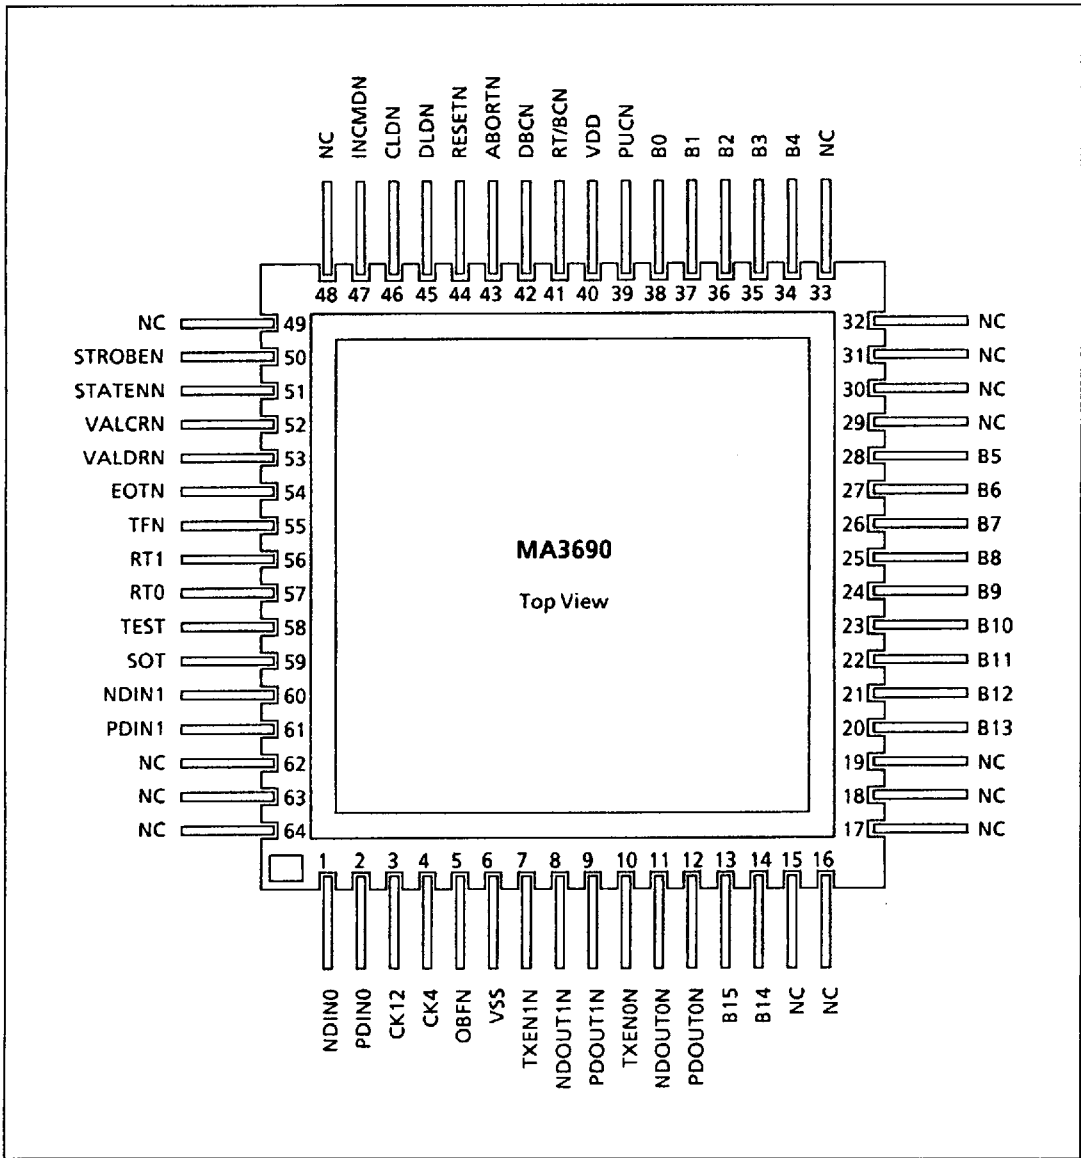 NC INCMDN CLDN DLDN RESETN ABORTN DBCN RT/BCN VDD PUCN B0 B1 B2 B3 B4 NC
48 47 46 45 44 43 42 41 40 39 38 37 36 35 34 33
NC 49 32 NC
STROBEN 50 31 NC
STATENN 51 30 NC
VALCRN 52 29 NC
VALDRN 53 28 B5
EOTN 54 27 B6
TFN 55 26 B7
RT1 56 25 B8
RT0 57 24 B9
TEST 58 23 B10
SOT 59 22 B11
NDIN1 60 21 B12
PDIN1 61 20 B13
NC 62 19 NC
NC 63 18 NC
NC 64 17 NC
MA3690
Top View
1 2 3 4 5 6 7 8 9 10 11 12 13 14 15 16
NDIN0 PDIN0 CK12 CK4 OBFN VSS TXEN1N NDOUT1N PDOUT1N TXEN0N NDOUT0N PDOUT0N B15 B14 NC NC